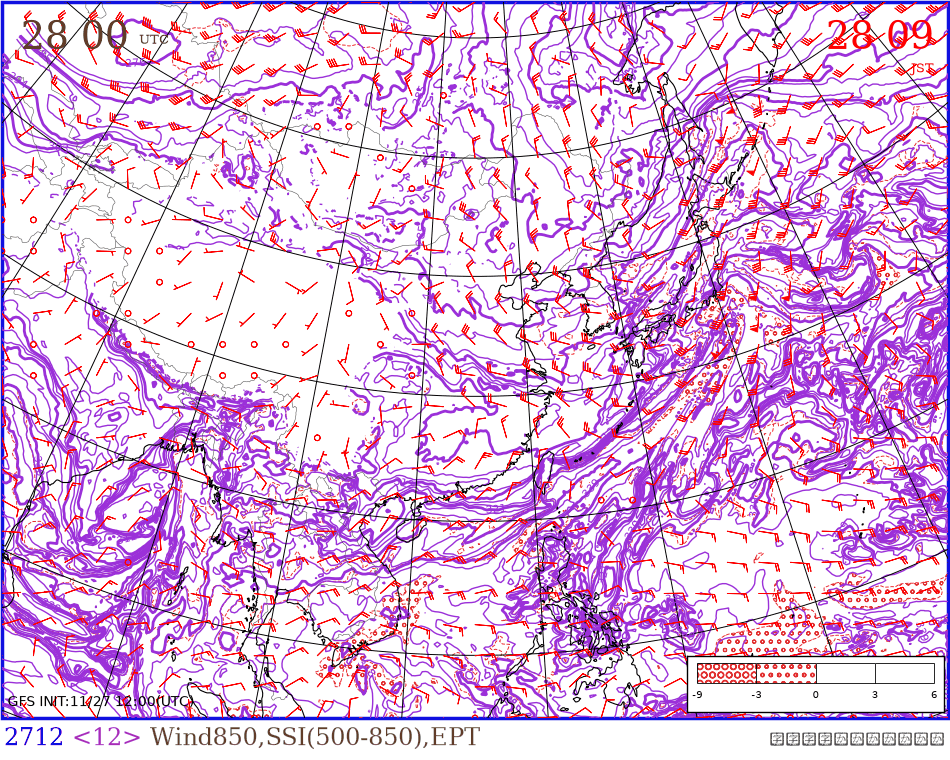 28 00 UTC
28 09 JST
-9 -3 0 3 6
GFS INIT:11/27 12:00(UTC)
2712 <12> Wind850,SSI(500-850),EPT